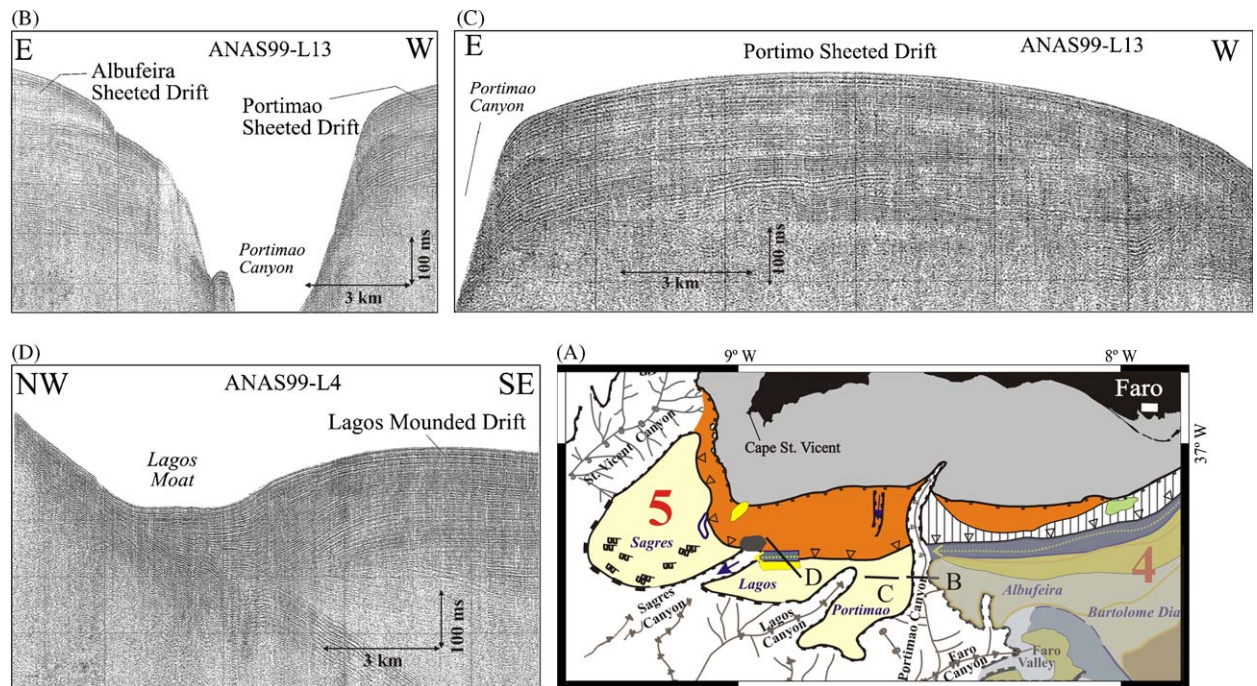 (B)
ANAS99-L13
E
W
Albufeira
Sheeted Drift
Portimao
Sheeted Drift
Portimao
Canyon
100 ms
3 km
(C)
E
Portimo Sheeted Drift
ANAS99-L13
W
Portimao
Canyon
100 ms
3 km
(D)
ANAS99-L4
NW
SE
Lagos Mounded Drift
Lagos
Moat
100 ms
3 km
(A)
9° W
8° W
Faro
37° W
Cape St. Vicent
St. Vicent Canyon
5
Sagres
4
Lagos
D
C
B
Portimao
Albufeira
Bartolome Dia
Sagres
Canyon
Lagos
Canyon
Portimao Canyon
Faro
Canyon
Faro
Valley